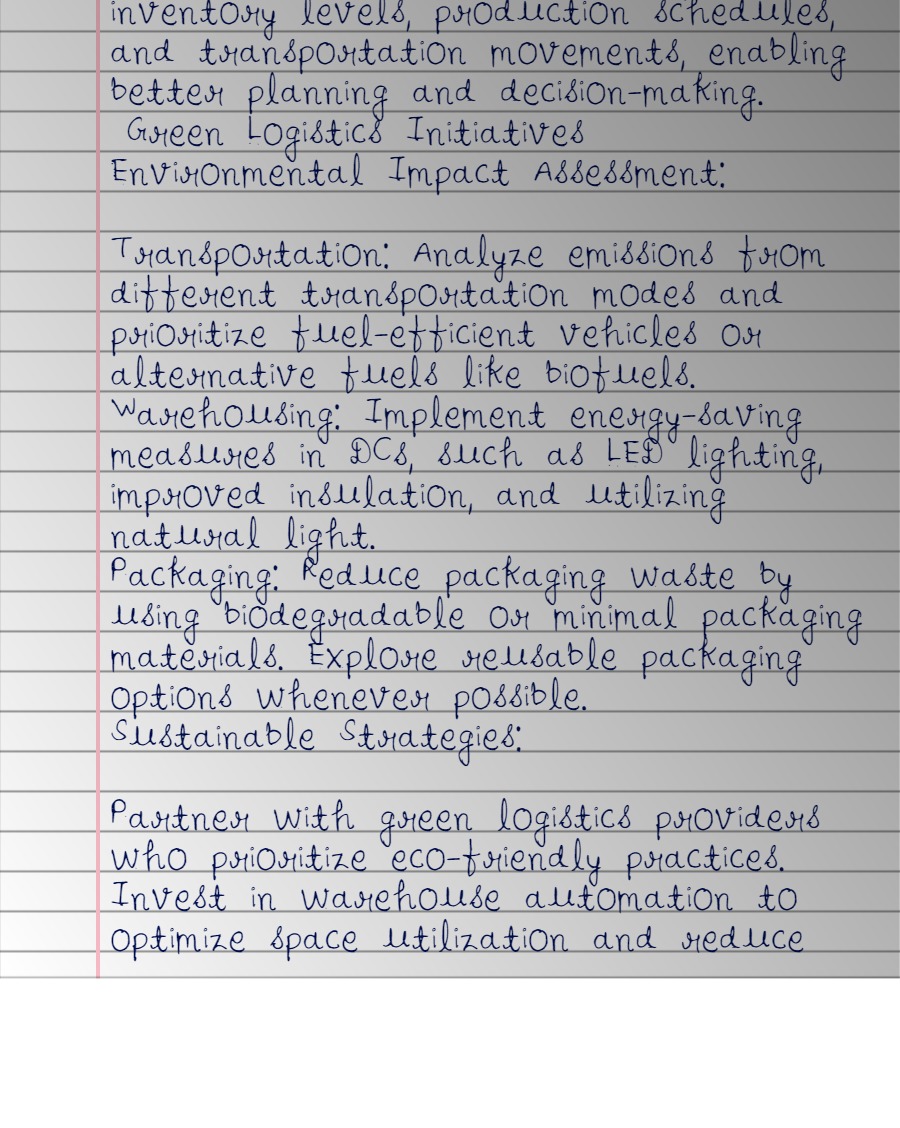 inventory levels, production schedules,
and transportation movements, enabling
better planning and decision-making.
Green Logistics Initiatives
Environmental Impact Assessment:
Transportation: Analyze emissions from
different transportation modes and
prioritize fuel-efficient vehicles or
alternative fuels like biofuels.
Warehousing: Implement energy-saving
measures in DCs, such as LED lighting,
improved insulation, and utilizing
natural light.
Packaging: Reduce packaging waste by
using biodegradable or minimal packaging
materials. Explore reusable packaging
options whenever possible.
Sustainable Strategies:
Partner with green logistics providers
who prioritize eco-friendly practices.
Invest in warehouse automation to
optimize space utilization and reduce